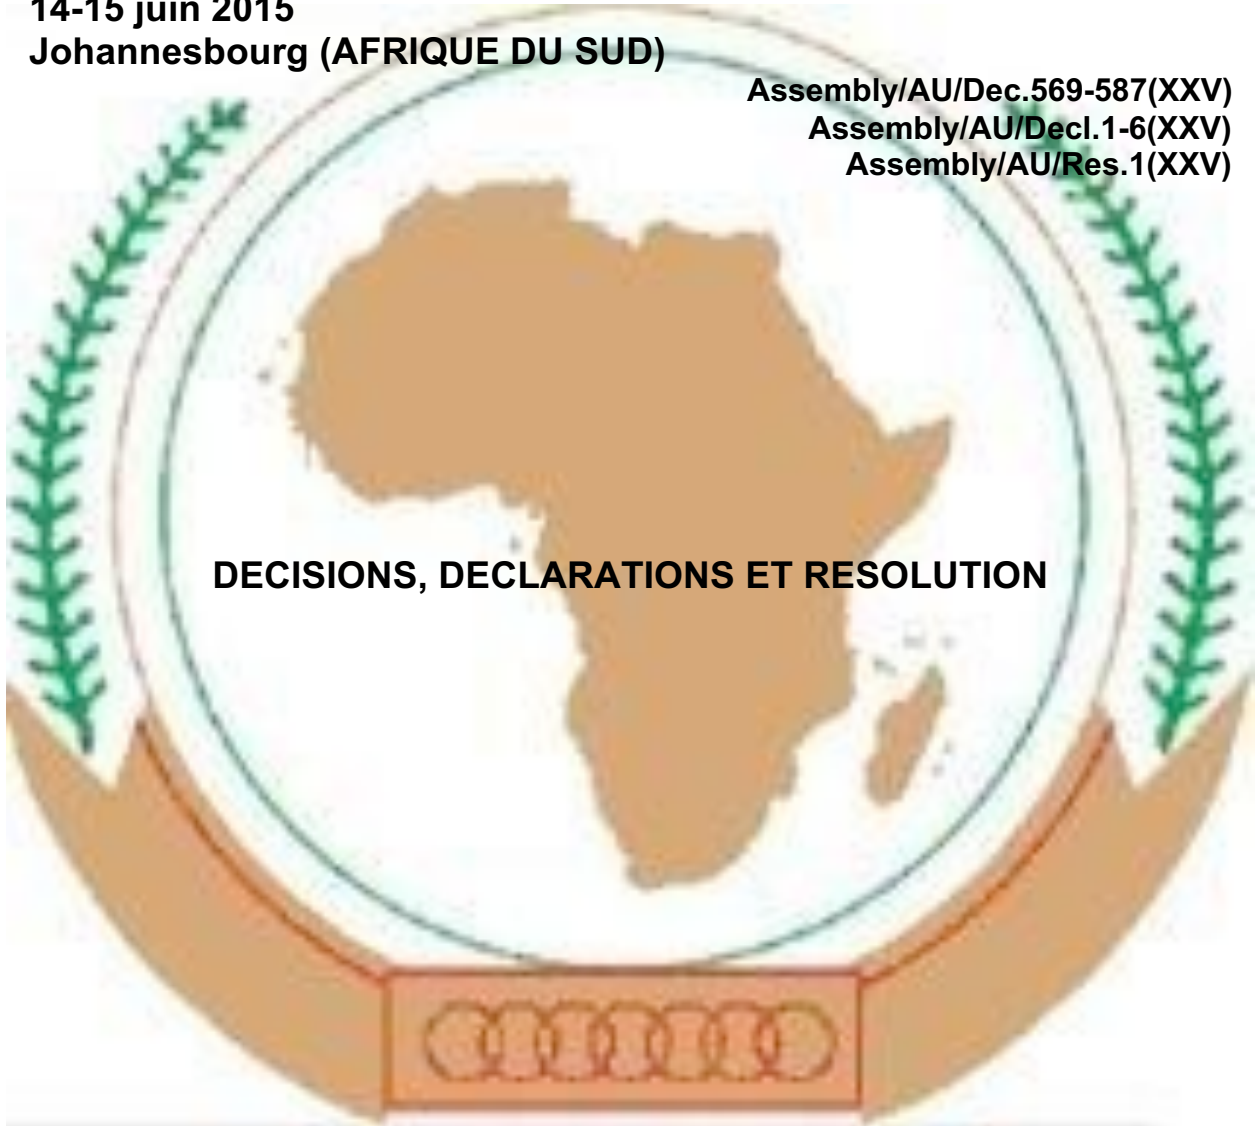 14-15 juin 2015
Johannesbourg (AFRIQUE DU SUD)
Assembly/AU/Dec.569-587(XXV)
Assembly/AU/Decl.1-6(XXV)
Assembly/AU/Res.1(XXV)
DECISIONS, DECLARATIONS ET RESOLUTION